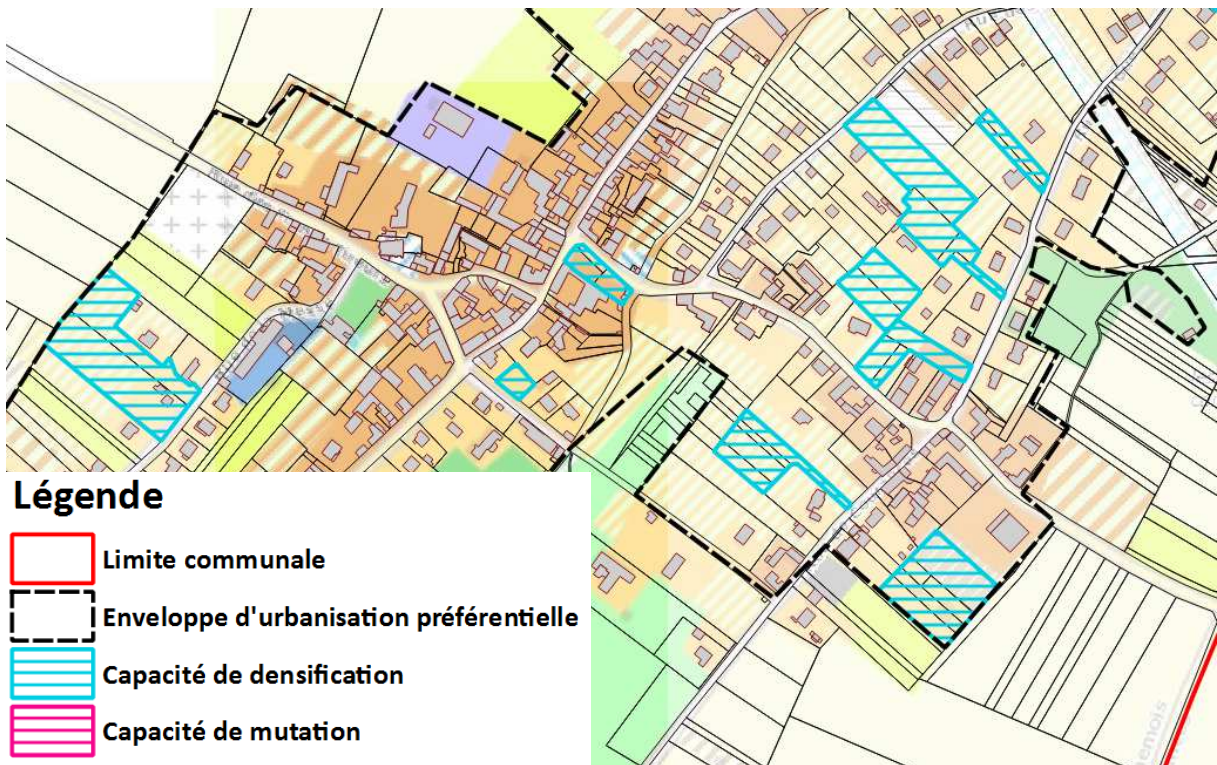 Légende
Limite communale
Enveloppe d'urbanisation préférentielle
Capacité de densification
Capacité de mutation